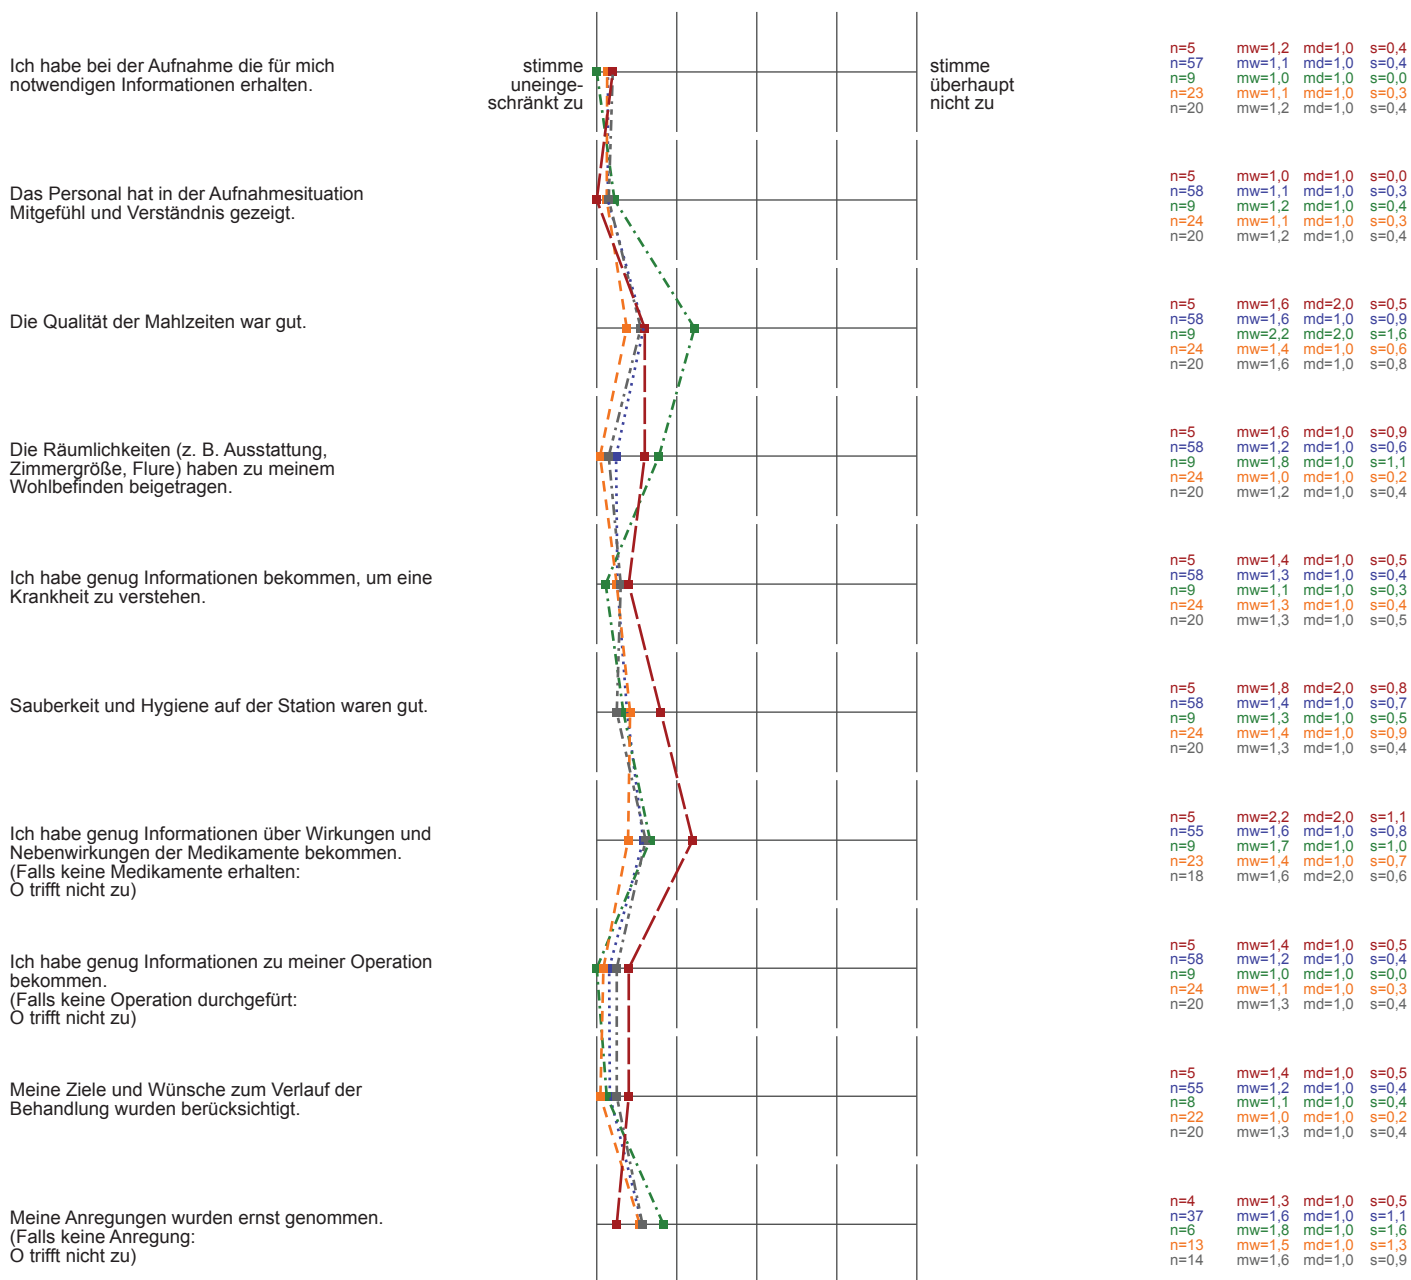 Ich habe bei der Aufnahme die für mich
notwendigen Informationen erhalten.
stimme
uneinge-
schränkt zu
stimme
überhaupt
nicht zu
n=5 mw=1,2 md=1,0 s=0,4
n=57 mw=1,1 md=1,0 s=0,4
n=9 mw=1,0 md=1,0 s=0,0
n=23 mw=1,1 md=1,0 s=0,3
n=20 mw=1,2 md=1,0 s=0,4
Das Personal hat in der Aufnahmesituation
Mitgefühl und Verständnis gezeigt.
n=5 mw=1,0 md=1,0 s=0,0
n=58 mw=1,1 md=1,0 s=0,3
n=9 mw=1,2 md=1,0 s=0,4
n=24 mw=1,1 md=1,0 s=0,3
n=20 mw=1,2 md=1,0 s=0,4
Die Qualität der Mahlzeiten war gut.
n=5 mw=1,6 md=2,0 s=0,5
n=58 mw=1,6 md=1,0 s=0,9
n=9 mw=2,2 md=2,0 s=1,6
n=24 mw=1,4 md=1,0 s=0,6
n=20 mw=1,6 md=1,0 s=0,8
Die Räumlichkeiten (z. B. Ausstattung,
Zimmergröße, Flure) haben zu meinem
Wohlbefinden beigetragen.
n=5 mw=1,6 md=1,0 s=0,9
n=58 mw=1,2 md=1,0 s=0,6
n=9 mw=1,8 md=1,0 s=1,1
n=24 mw=1,0 md=1,0 s=0,2
n=20 mw=1,2 md=1,0 s=0,4
Ich habe genug Informationen bekommen, um eine
Krankheit zu verstehen.
n=5 mw=1,4 md=1,0 s=0,5
n=58 mw=1,3 md=1,0 s=0,4
n=9 mw=1,1 md=1,0 s=0,3
n=24 mw=1,3 md=1,0 s=0,4
n=20 mw=1,3 md=1,0 s=0,5
Sauberkeit und Hygiene auf der Station waren gut.
n=5 mw=1,8 md=2,0 s=0,8
n=58 mw=1,4 md=1,0 s=0,7
n=9 mw=1,3 md=1,0 s=0,5
n=24 mw=1,4 md=1,0 s=0,9
n=20 mw=1,3 md=1,0 s=0,4
Ich habe genug Informationen über Wirkungen und
Nebenwirkungen der Medikamente bekommen.
(Falls keine Medikamente erhalten:
O trifft nicht zu)
n=5 mw=2,2 md=2,0 s=1,1
n=55 mw=1,6 md=1,0 s=0,8
n=9 mw=1,7 md=1,0 s=1,0
n=23 mw=1,4 md=1,0 s=0,7
n=18 mw=1,6 md=2,0 s=0,6
Ich habe genug Informationen zu meiner Operation
bekommen.
(Falls keine Operation durchgefürt:
O trifft nicht zu)
n=5 mw=1,4 md=1,0 s=0,5
n=58 mw=1,2 md=1,0 s=0,4
n=9 mw=1,0 md=1,0 s=0,0
n=24 mw=1,1 md=1,0 s=0,3
n=20 mw=1,3 md=1,0 s=0,4
Meine Ziele und Wünsche zum Verlauf der
Behandlung wurden berücksichtigt.
n=5 mw=1,4 md=1,0 s=0,5
n=55 mw=1,2 md=1,0 s=0,4
n=8 mw=1,1 md=1,0 s=0,4
n=22 mw=1,0 md=1,0 s=0,2
n=20 mw=1,3 md=1,0 s=0,4
Meine Anregungen wurden ernst genommen.
(Falls keine Anregung:
O trifft nicht zu)
n=4 mw=1,3 md=1,0 s=0,5
n=37 mw=1,6 md=1,0 s=1,1
n=6 mw=1,8 md=1,0 s=1,6
n=13 mw=1,5 md=1,0 s=1,3
n=14 mw=1,6 md=1,0 s=0,9